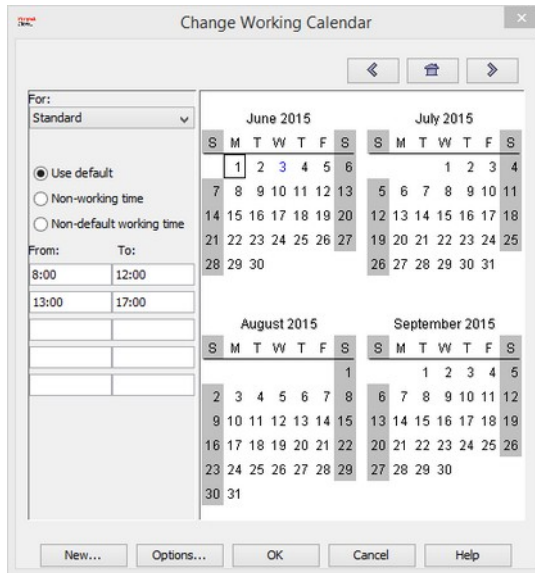 Change Working Calendar
For:
Standard
Use default
Non-working time
Non-default working time
From: To:
8:00 12:00
13:00 17:00
June 2015
S M T W T F S
1 2 3 4 5 6
7 8 9 10 11 12 13
14 15 16 17 18 19 20
21 22 23 24 25 26 27
28 29 30
July 2015
S M T W T F S
1 2 3 4
5 6 7 8 9 10 11
12 13 14 15 16 17 18
19 20 21 22 23 24 25
26 27 28 29 30 31
August 2015
S M T W T F S
1
2 3 4 5 6 7 8
9 10 11 12 13 14 15
16 17 18 19 20 21 22
23 24 25 26 27 28 29
30 31
September 2015
S M T W T F S
1 2 3 4 5
6 7 8 9 10 11 12
13 14 15 16 17 18 19
20 21 22 23 24 25 26
27 28 29 30
New... Options... OK Cancel Help